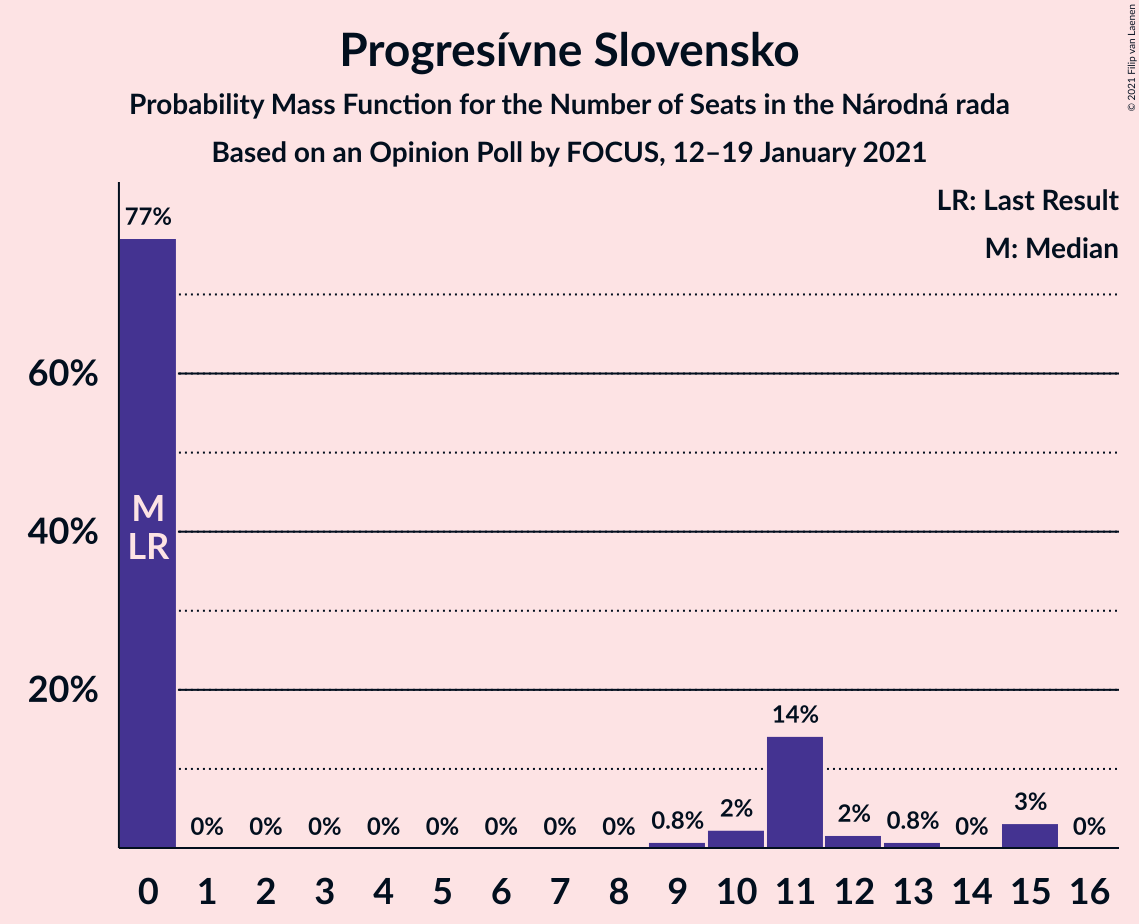 Progresívne Slovensko
Probability Mass Function for the Number of Seats in the Národná rada
Based on an Opinion Poll by FOCUS, 12–19 January 2021
© 2021 Filip van Laenen
LR: Last Result
M: Median
77%
60%
40%
20%
M
LR
0% 0% 0% 0% 0% 0% 0% 0% 0.8% 2% 14% 2% 0.8% 0% 3% 0%
0 1 2 3 4 5 6 7 8 9 10 11 12 13 14 15 16